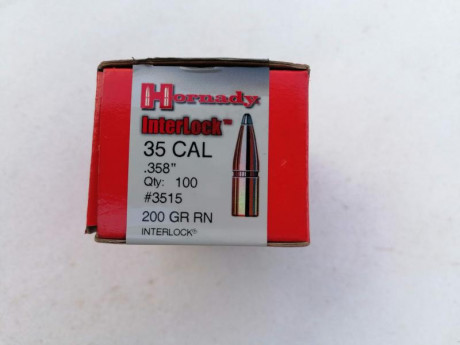 Hornady
InterLock™
35 CAL
.358"
Qty: 100
#3515
200 GR RN
INTERLOCK®